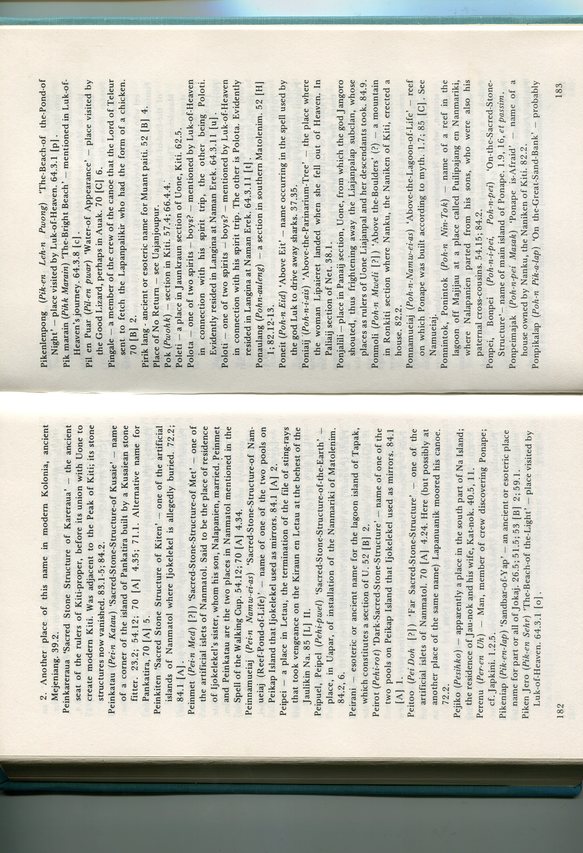 2. Another place of this name in modern Kolonia, ancient
Mejeniang. 39.2.
Peinkareraua 'Sacred Stone Structure of Kareraua' – the ancient
seat of the rulers of Kiti-proper, before its union with Uone to
create modern Kiti. Was adjacent to the Peak of Kiti; its stone
structures now vanished. 83.1-5; 84.2.
Peinkatau (Pei-n Katau) 'Sacred-Stone-Structure-of Kusaie' – name
of a corner of the island of Pankatira built by a Kusaiean stone
fitter. 23.2; 54.12; 70 [A] 4.35; 71.1. Alternative name for
Pankatira, 70 [A] 5.
Peinkiten 'Sacred Stone Structure of Kiten' – one of the artificial
islands of Nanmatol where Ijokelekel is allegedly buried. 72.2;
84.1 [A].
Peinmet (Pei-n Med) [?]) 'Sacred-Stone-Structure-of Met' – one of
the artificial islets of Nanmatol. Said to be the place of residence
of Ijokelekel's sister, whom his son, Nalapanien, married. Peinmet
and Peinkatau are the two places in Nanmatol mentioned in the
Spell of the Walking Cup. 54.12; 70 [A] 4.34.
Peinnamueiaj (Pei-n Namw-ei-as) 'Sacred-Stone-Structure-of Nam-
ueiaj (Reef-Pond-of-Life)' – name of one of the two pools on
Peikap Island that Ijokelekel used as mirrors. 84.1 [A] 2.
Peipei – a place in Letau, the termination of the file of sting-rays
that took vengeance on the Kiraun en Letau at the behest of the
Jaulikin Na. 85 [L] II.
Peipuel, Peipel (Pehi-pwel) 'Sacred-Stone-Structure-of-the-Earth' –
place, in Uapar, of installation of the Nanmariki of Matolenim.
84.2, 6.
Peirani – esoteric or ancient name for the lagoon island of Tapak,
which constitutes a section of U. 52 [B] 2.
Peirot (Pehi-rot) 'Dark-Sacred-Stone-Structure' – name of one of the
two pools on Peikap Island that Ijokelekel used as mirrors. 84.1
[A] 1.
Peitoo (Pei Doh [?]) 'Far Sacred-Stone-Structure' – one of the
artificial islets of Nanmatol. 70 [A] 4.24. Here (but possibly at
another place of the same name) Lapanuanik moored his canoe.
72.2.
Pejiko (Pesihko) – apparently a place in the south part of Na Island;
the residence of Jau-nok and his wife, Kat-nok. 40.5, 11.
Perenu (Per-en Uh) – Man, member of crew discovering Ponape;
cf. Japkini. 1.2.5.
Pikeniap (Pik-en-Iap) 'Sandbar-of-Yap' – an ancient or esoteric place
name for part or all of Jokaj. 26.5; 51.5; 53 [B] 2; 59.1.
Piken Jero (Pik-en Sehr) 'The-Beach-of the-Light' – place visited by
Luk-of-Heaven. 64.3.1 [o].
182
Pikenlenpong (Pik-en Leh-n Pwong) 'The-Beach-of the-Pond-of
Night' – place visited by Luk-of-Heaven. 64.3.1 [p].
Pik marain (Pihk Marain) 'The-Bright Beach' – mentioned in Luk-of-
Heaven's journey. 64.3.8 [c].
Pil en Puar (Pil-en pwar) 'Water-of Appearance' – place visited by
the Good Lizard, perhaps in Auak. 70 [C] 6.
Pingale – a member of the crew of the canoe that the Lord of Teleur
sent to fetch the Lapanpalikir who had the form of a chicken.
70 [B] 2.
Pirik lang - ancient or esoteric name for Muant paiti. 52 [B] 4.
Place of No Return – see Uajanjoupur.
Pok (Pwohk) – section in Kiti. 57.4; 66.4.4.
Poleti – a place in Jaunkraun section of Uone, Kiti. 62.5.
Polota – one of two spirits – boys? – mentioned by Luk-of-Heaven
in connection with his spirit trip, the other being Poloti.
Evidently resided in Langina at Naman Erek. 64.3.11 [u].
Poloti – one of two spirits – boys? – mentioned by Luk-of-Heaven
in connection with his spirit trip. The other is Polota. Evidently
resided in Langina at Naman Erek. 64.3.11 [t].
Ponaulang (Pohn-auleng) – a section in southern Matolenim. 52 [H]
1; 82.12-13.
Poneit (Poh-n Eid) 'Above Eit' – name occurring in the spell used by
the god Luk to drive away sharks. 37.35.
Poniaij (Poh-n-i-ais) 'Above-the-Parinarium-Tree' – the place where
the woman Lipaieret landed when she fell out of Heaven. In
Paliaij section of Net. 38.1.
Ponjalili – place in Panaij section, Uone, from which the god Jangoro
shouted, thus frightening away the Liajanpalap subclan, whose
places as rulers of Uone Liajanpal and her descendants took. 84.9.
Ponmoli (Poh-n Mweli [?]) 'Above the-Boulders' (?) – a mountain
in Ronkiti section where Nanku, the Naniken of Kiti, erected a
house. 82.2.
Ponnamueiaj (Poh-n-Namw-ei-as) 'Above-the-Lagoon-of-Life' – reef
on which Ponape was built according to myth. 1.7; 85 [C]. See
Namueiaj.
Ponnintok, Ponintok (Poh-n Nin-Tok) – name of a reef in the
lagoon off Majijau at a place called Puilipajang en Nanmariki,
where Nalapanien parted from his sons, who were also his
paternal cross-cousins. 54.15; 84.2.
Ponpei, Bonpei (Poh-n-i-pei, Poh-n-pei) 'On-the-Sacred-Stone-
Structure'– name of main island of Ponape. 1.9, 16, et passim.
Ponpeimajak (Poh-n-pei Masak) 'Ponape is-Afraid' – name of a
house owned by Nanku, the Naniken of Kiti. 82.2.
Ponpikalap (Poh-n Pik-a-lap) 'On the-Great-Sand-Bank' – probably
183